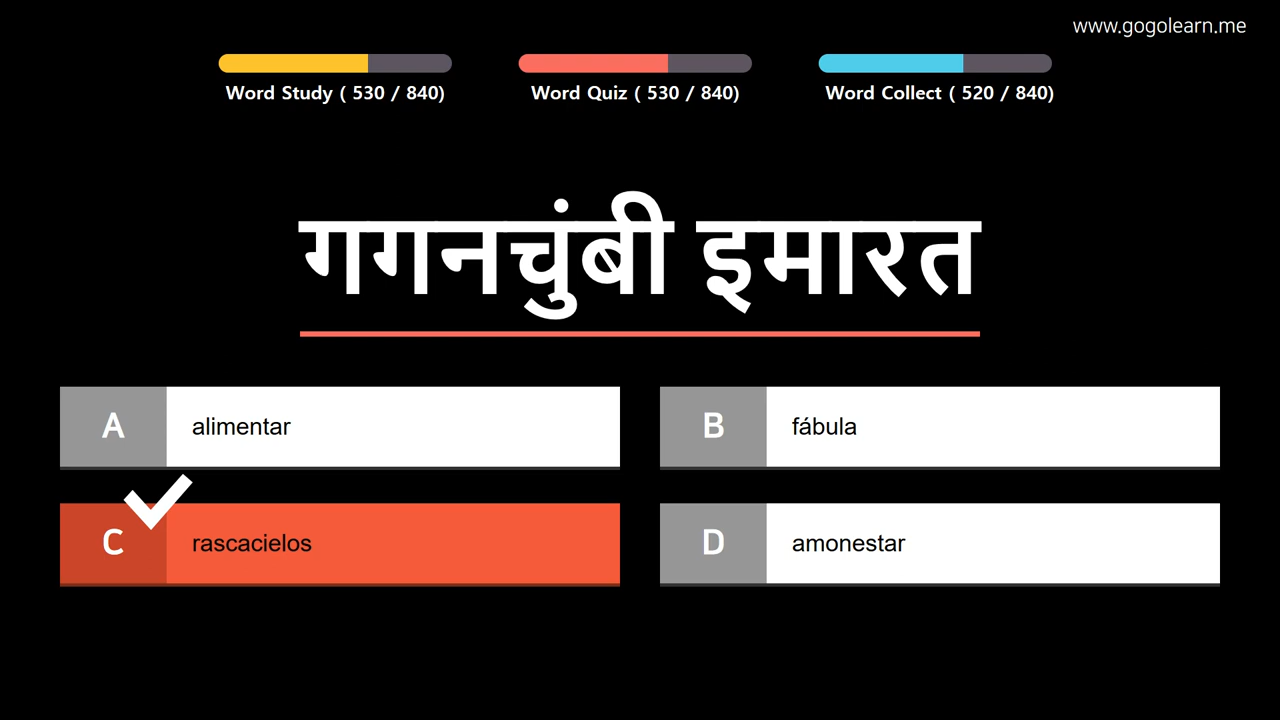 www.gogolearn.me
Word Study ( 530 / 840)
Word Quiz ( 530 / 840)
Word Collect ( 520 / 840)
गगनचुंबी इमारत
A alimentar
B fábula
C rascacielos
D amonestar